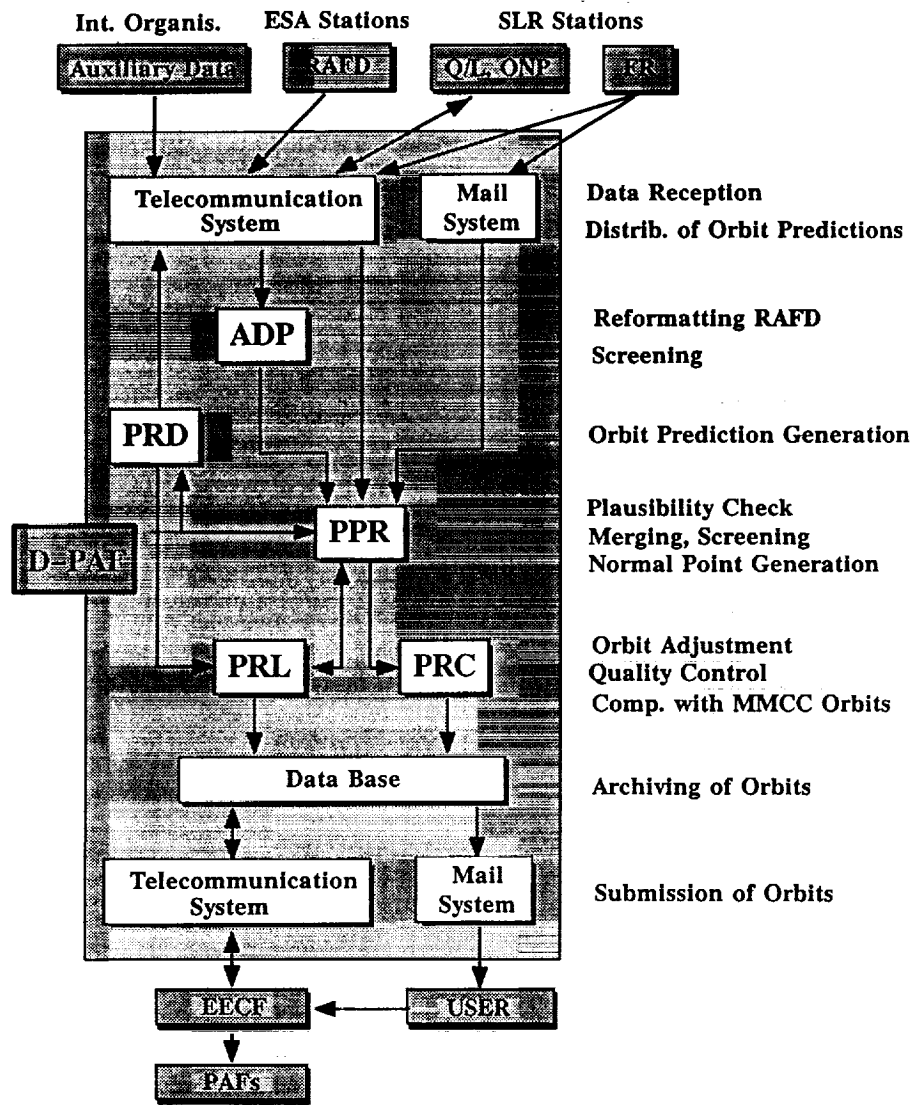 Int. Organis.
ESA Stations
SLR Stations
Auxiliary Data
RAFD
Q/L, QNP
FR
Telecommunication
System
Mail
System
Data Reception
Distrib. of Orbit Predictions
ADP
Reformatting RAFD
Screening
PRD
Orbit Prediction Generation
PPR
Plausibility Check
Merging, Screening
Normal Point Generation
D-PAF
PRL
PRC
Orbit Adjustment
Quality Control
Comp. with MMCC Orbits
Data Base
Archiving of Orbits
Telecommunication
System
Mail
System
Submission of Orbits
EECF
USER
PAFs